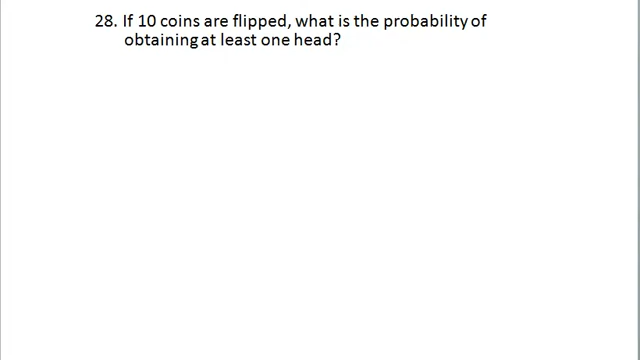 28. If 10 coins are flipped, what is the probability of
obtaining at least one head?